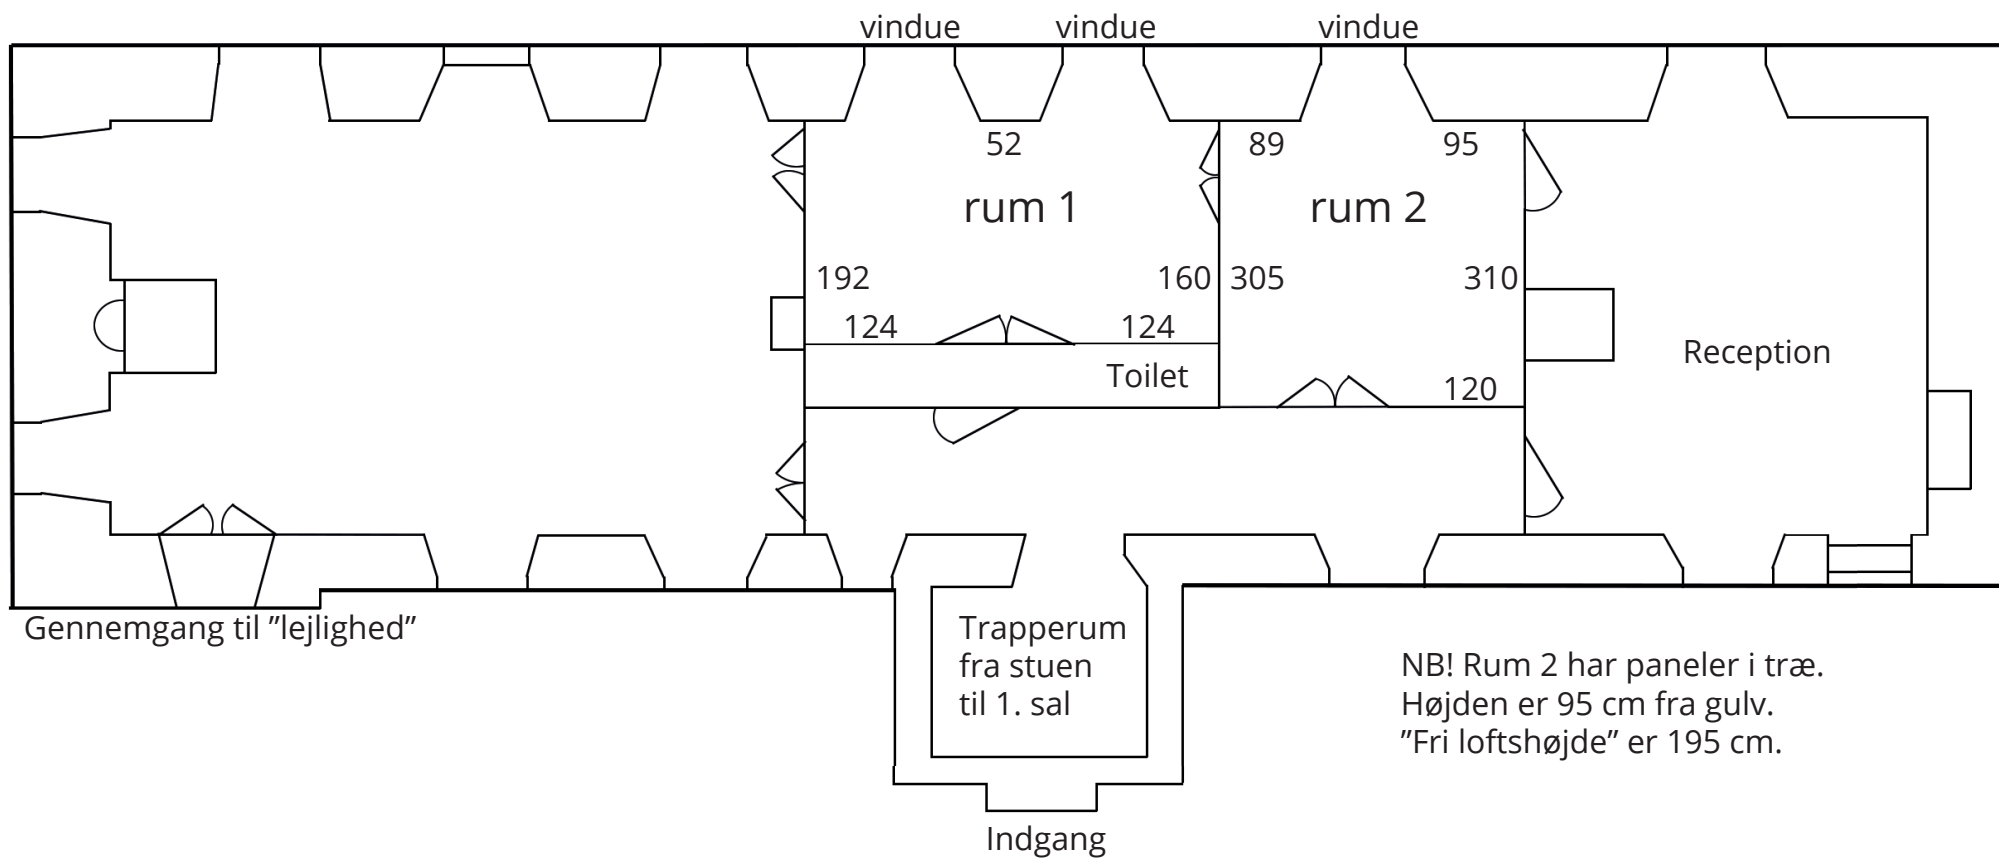 vindue vindue vindue
52 89 95
rum 1 rum 2
192 160 305 310
124 124
Reception
Toilet 120
Gennemgang til ”lejlighed”
Trapperum
fra stuen
til 1. sal
NB! Rum 2 har paneler i træ.
Højden er 95 cm fra gulv.
”Fri loftshøjde” er 195 cm.
Indgang